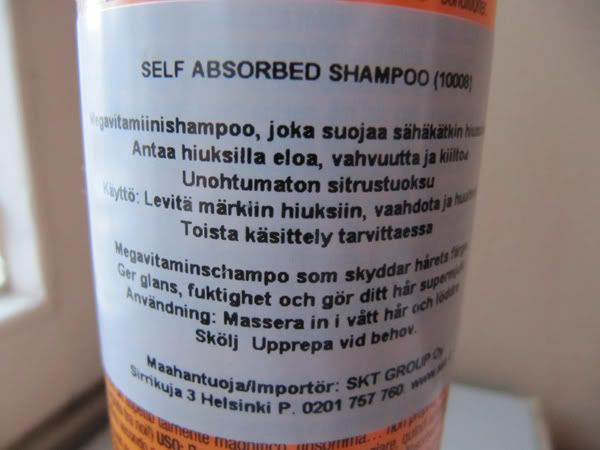 SELF ABSORBED SHAMPOO (10008)
Megavitamiinishampoo, joka suojaa sähäkätkin
Antaa hiuksilla eloa, vahvuutta ja kiiltoa
Unohtumaton sitrustuoksu
Käyttö: Levitä märkiin hiuksiin, vaahdota ja
Toista käsittely tarvittaessa
Megavitaminschampo som skyddar hårets
Ger glans, fuktighet och gör ditt hår
Användning: Massera in i vått hår och
Skölj Upprepa vid behov.
Maahantuoja/Importör: SKT GROUP Oy
Sirrikuja 3 Helsinki P. 0201 757 760
talmente magnifico,
USO: